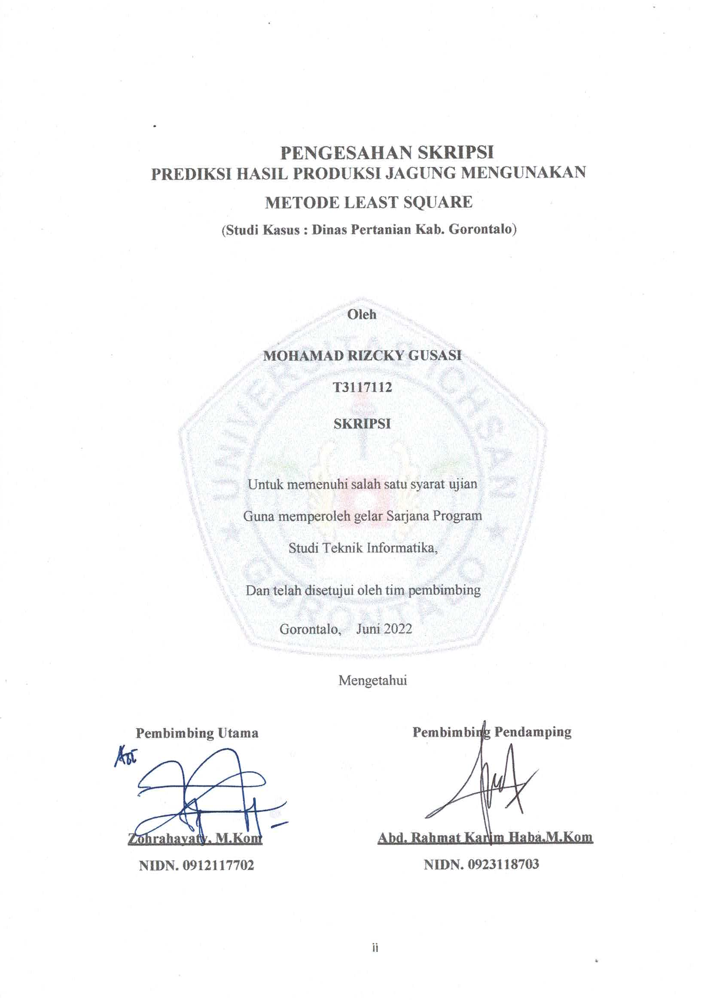 PENGESAHAN SKRIPSI
PREDIKSI HASIL PRODUKSI JAGUNG MENGUNAKAN
METODE LEAST SQUARE
(Studi Kasus : Dinas Pertanian Kab. Gorontalo)
Oleh
MOHAMAD RIZCKY GUSASI
T3117112
SKRIPSI
UNIVERSITAS ICHSAN
GORONTALO
Untuk memenuhi salah satu syarat ujian
Guna memperoleh gelar Sarjana Program
Studi Teknik Informatika,
Dan telah disetujui oleh tim pembimbing
Gorontalo, Juni 2022
Mengetahui
Pembimbing Utama
Zohrahayaty, M.Kom
NIDN. 0912117702
Pembimbing Pendamping
Abd. Rahmat Karim Haba,M.Kom
NIDN. 0923118703
ii